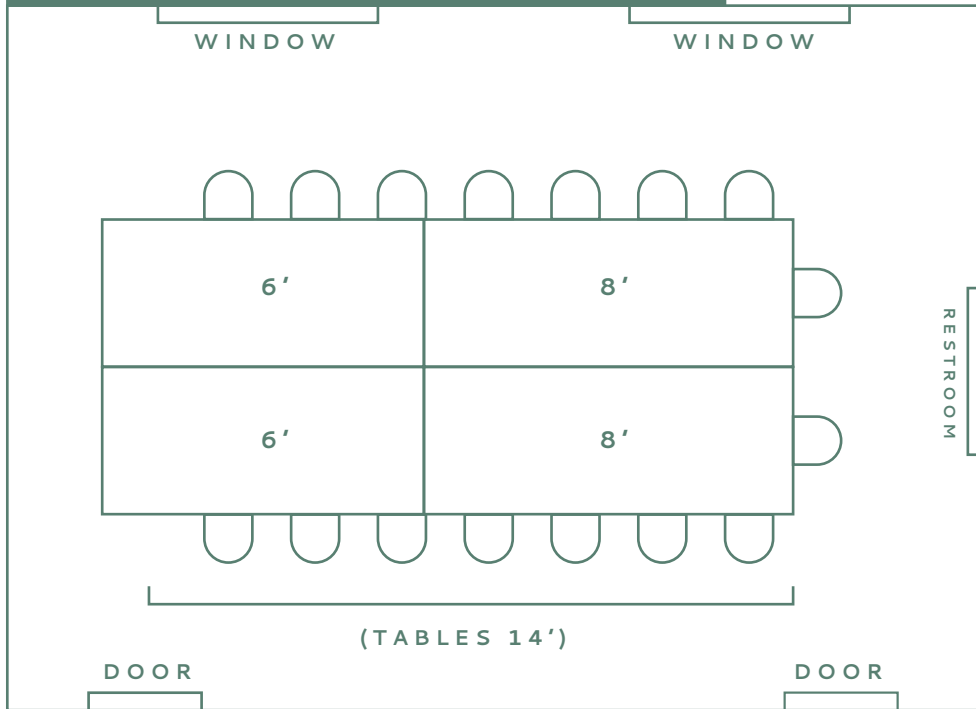 WINDOW
WINDOW
6′
8′
RESTROOM
6′
8′
(TABLES 14′)
DOOR
DOOR